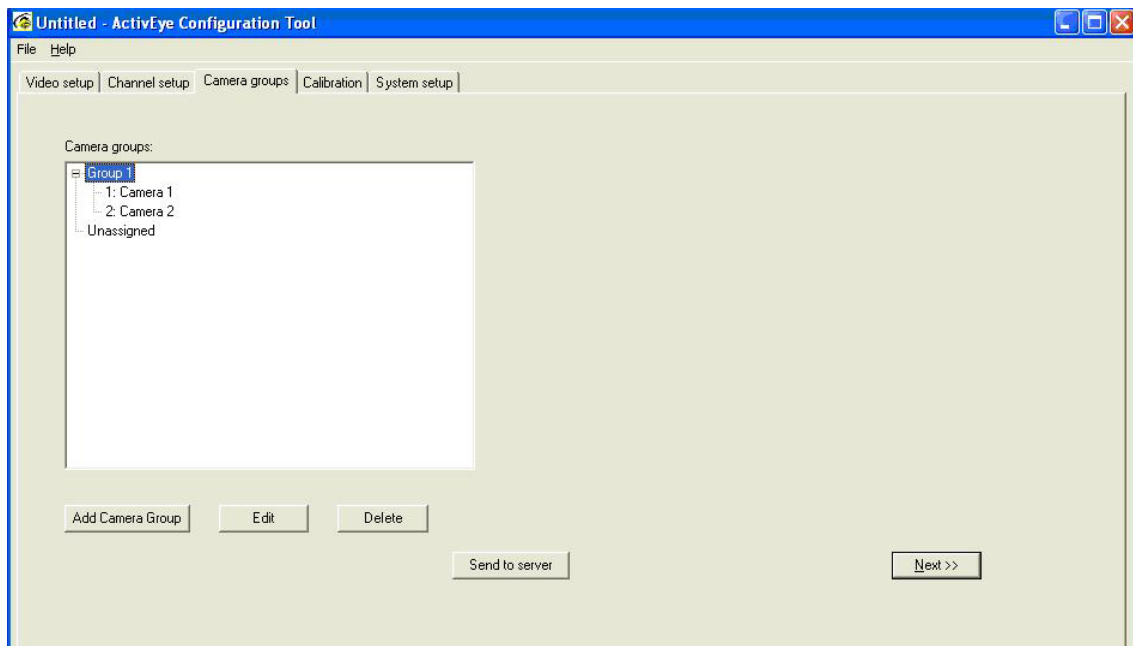 Untitled - ActivEye Configuration Tool
File Help
Video setup Channel setup Camera groups Calibration System setup
Camera groups:
Group 1
1: Camera 1
2: Camera 2
Unassigned
Add Camera Group Edit Delete
Send to server Next >>